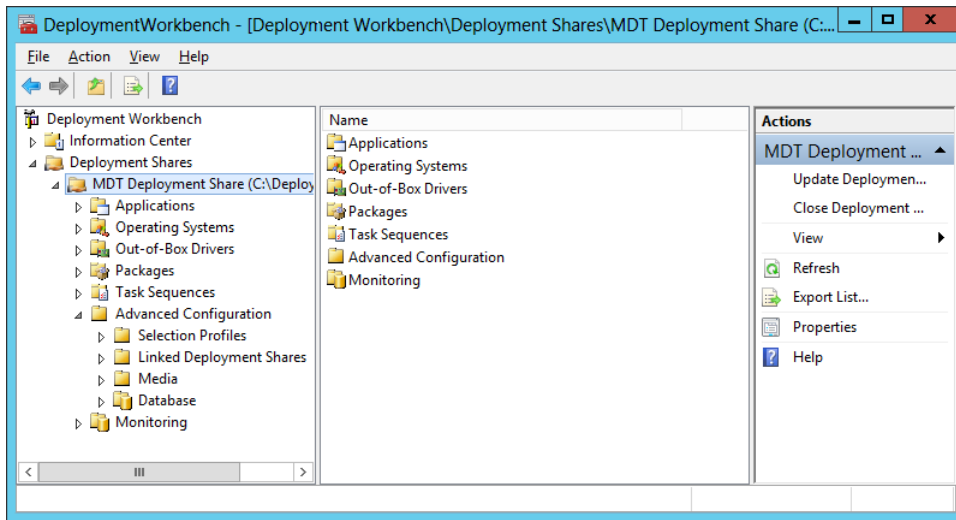 DeploymentWorkbench - [Deployment Workbench\Deployment Shares\MDT Deployment Share (C:...
File Action View Help
Deployment Workbench
Information Center
Deployment Shares
MDT Deployment Share (C:\Deploy
Applications
Operating Systems
Out-of-Box Drivers
Packages
Task Sequences
Advanced Configuration
Selection Profiles
Linked Deployment Shares
Media
Database
Monitoring
Name
Applications
Operating Systems
Out-of-Box Drivers
Packages
Task Sequences
Advanced Configuration
Monitoring
Actions
MDT Deployment ...
Update Deploymen...
Close Deployment ...
View
Refresh
Export List...
Properties
Help